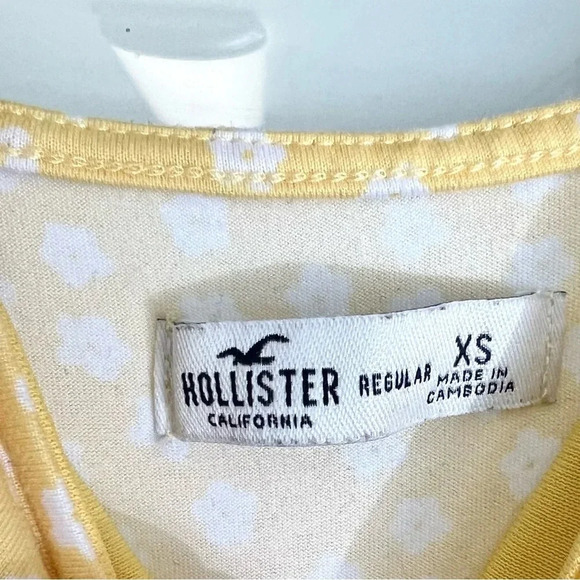 HOLLISTER
CALIFORNIA
REGULAR
XS
MADE IN
CAMBODIA